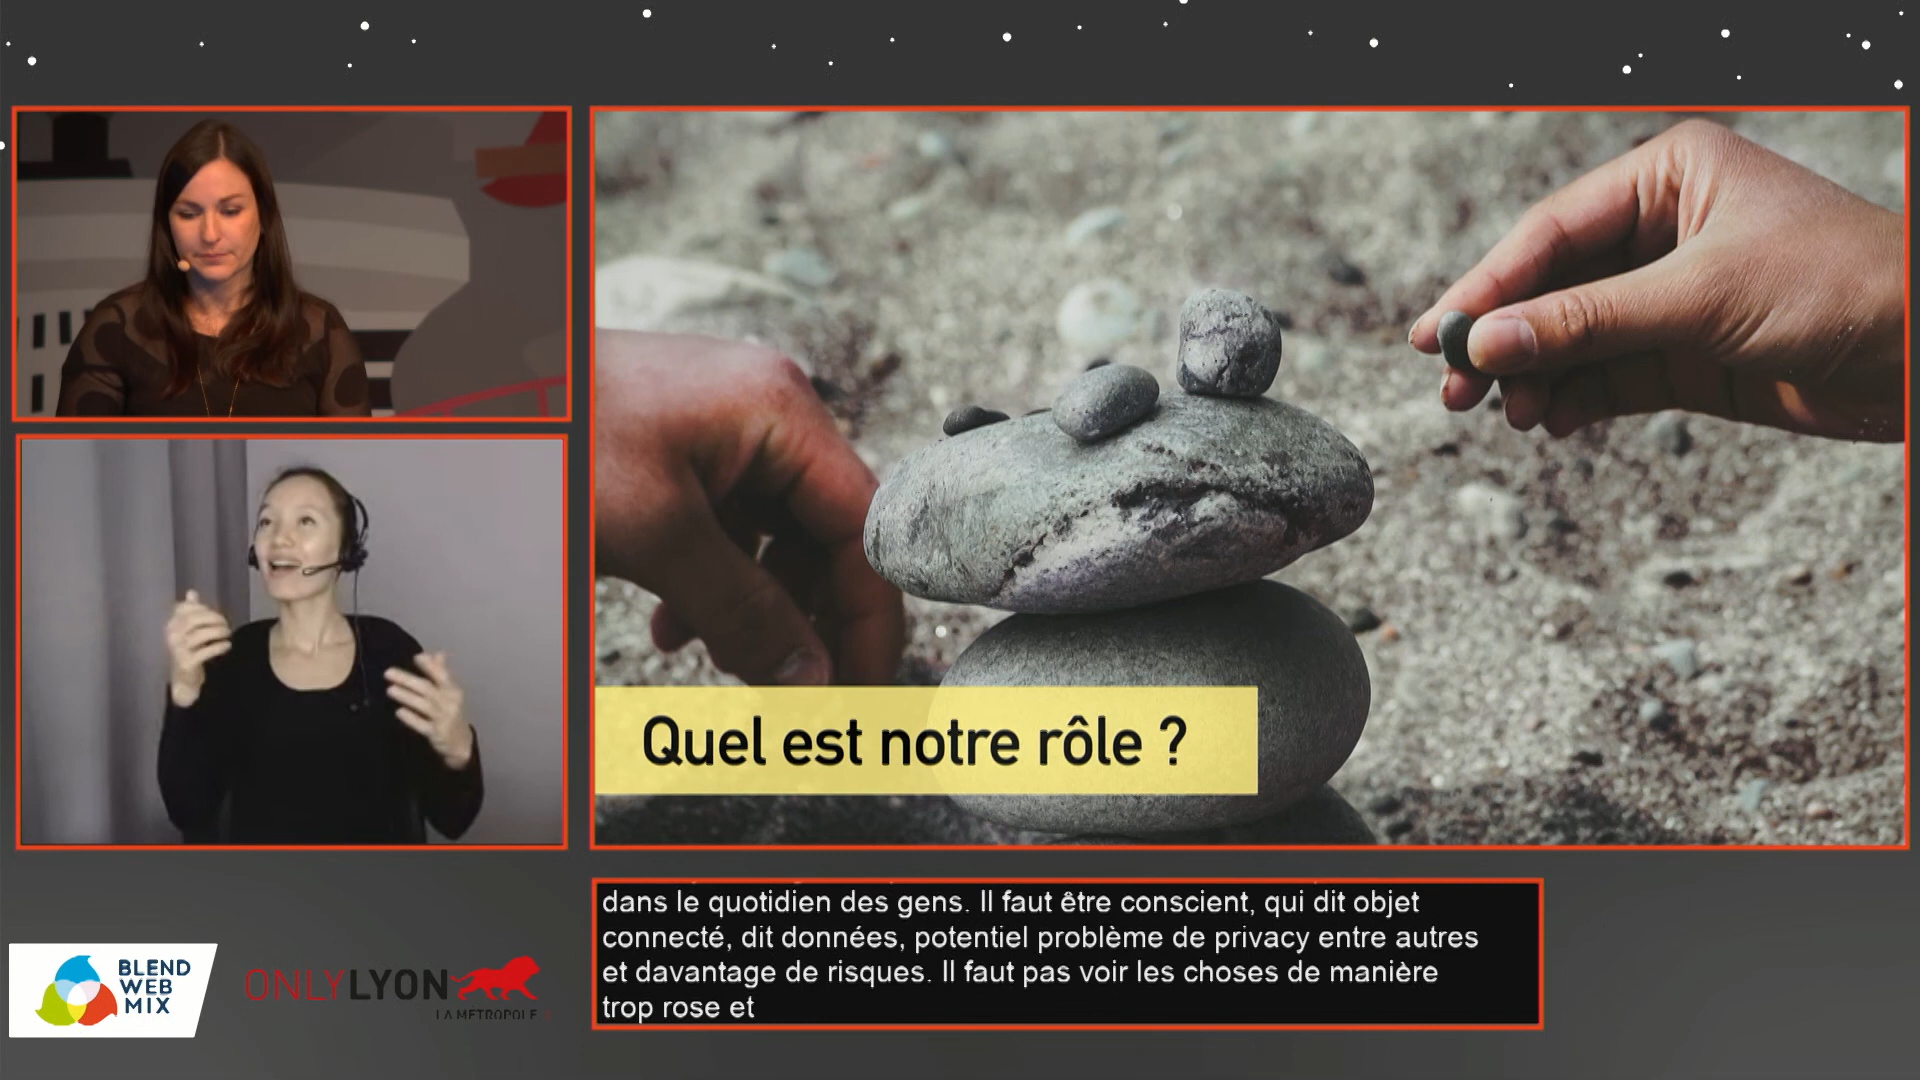 Quel est notre rôle ?
dans le quotidien des gens. Il faut être conscient, qui dit objet
connecté, dit données, potentiel problème de privacy entre autres
et davantage de risques. Il faut pas voir les choses de manière
trop rose et
BLEND
WEB
MIX
ONLYLYON
LA METROPOLE